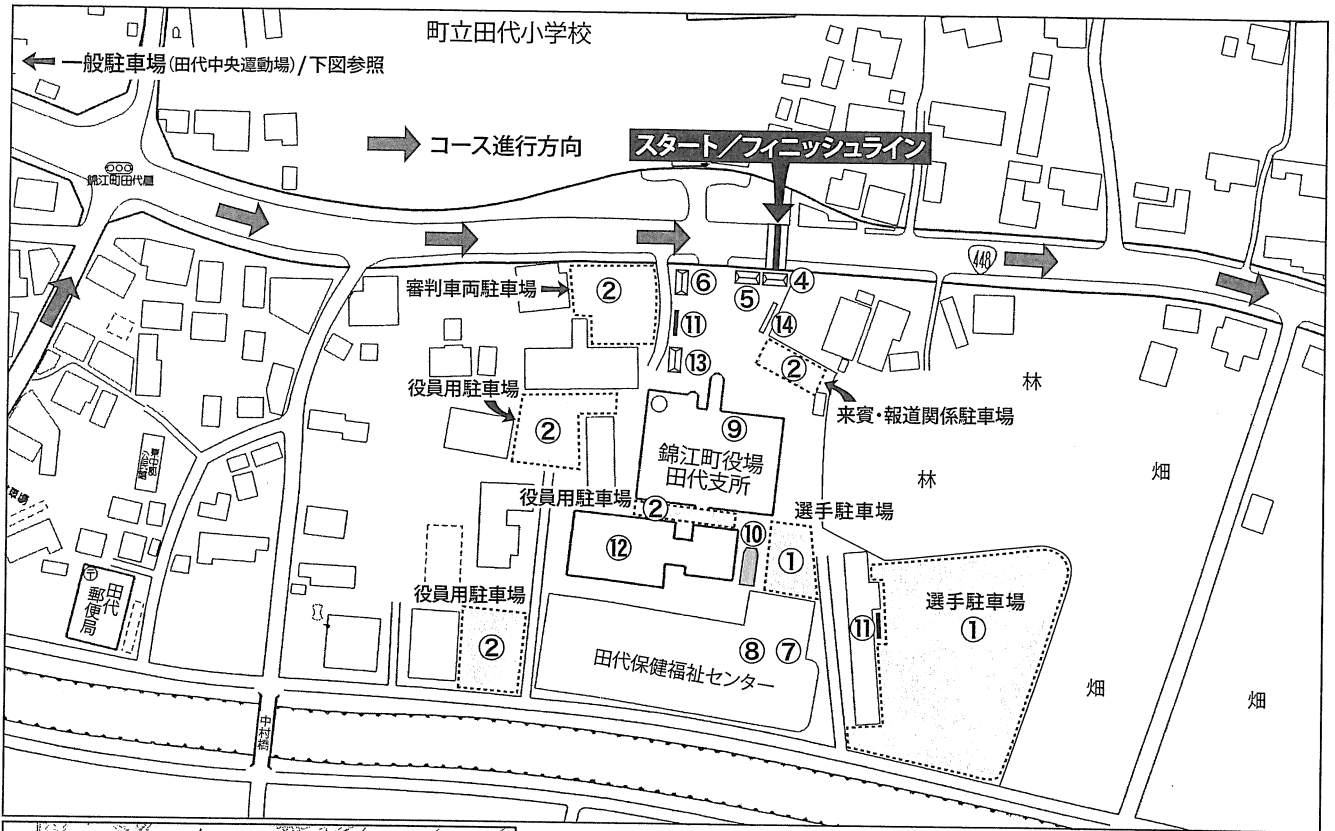 町立田代小学校
← 一般駐車場(田代中央運動場)/下図参照
コース進行方向
スタート/フィニッシュライン
錦江町田代麓
448
審判車両駐車場
②
⑥
⑤
④
⑪
⑭
⑬
②
来賓・報道関係駐車場
林
役員用駐車場
②
⑨
錦江町役場
田代支所
林
畑
役員用駐車場
②
選手駐車場
⑫
⑩
①
役員用駐車場
②
選手駐車場
①
⑪
⑧
⑦
田代保健福祉センター
〒
田代
郵便局
中村橋
畑
畑